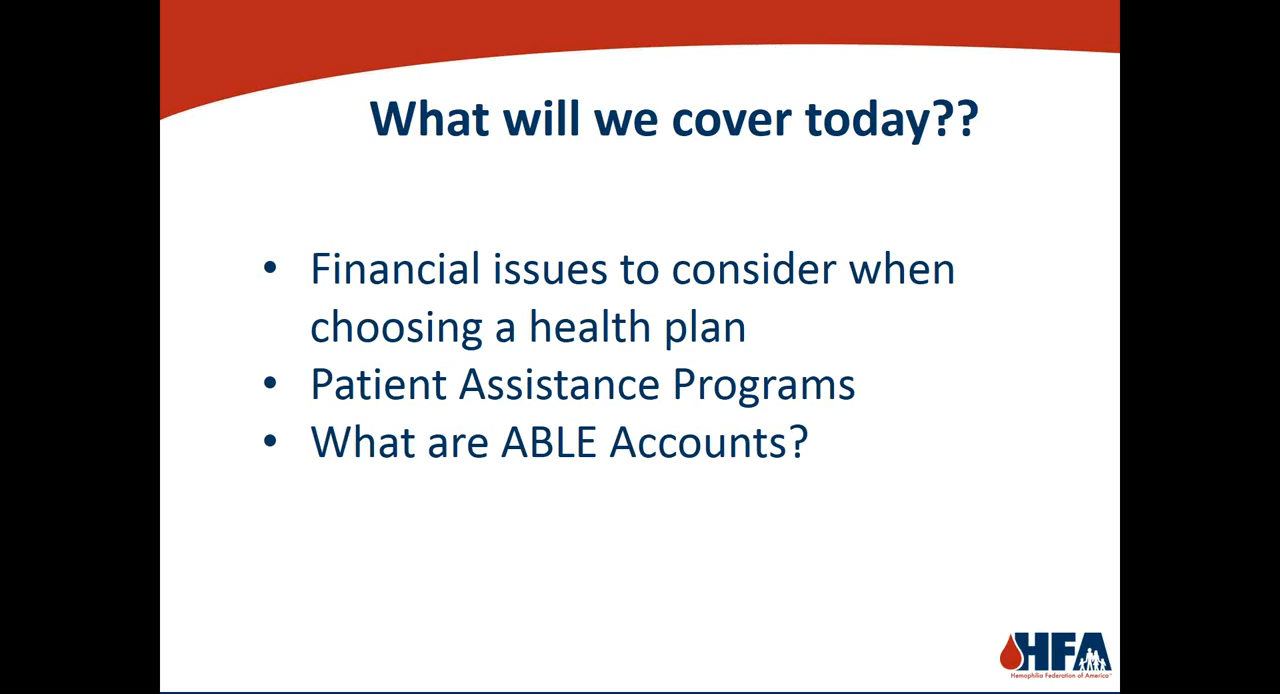 What will we cover today??
• Financial issues to consider when
choosing a health plan
• Patient Assistance Programs
• What are ABLE Accounts?
HFA
Hemophilia Federation of America™